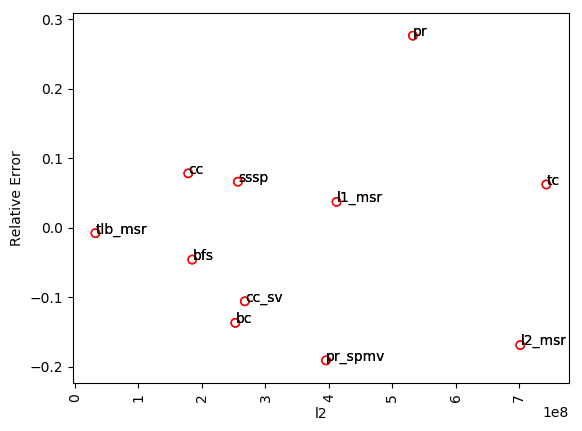 0.3
pr
0.2
0.1
cc
sssp
tc
l1_msr
0.0
tlb_msr
bfs
−0.1
cc_sv
bc
l2_msr
pr_spmv
−0.2
Relative Error
0 1 2 3 4 5 6 7
1e8
l2